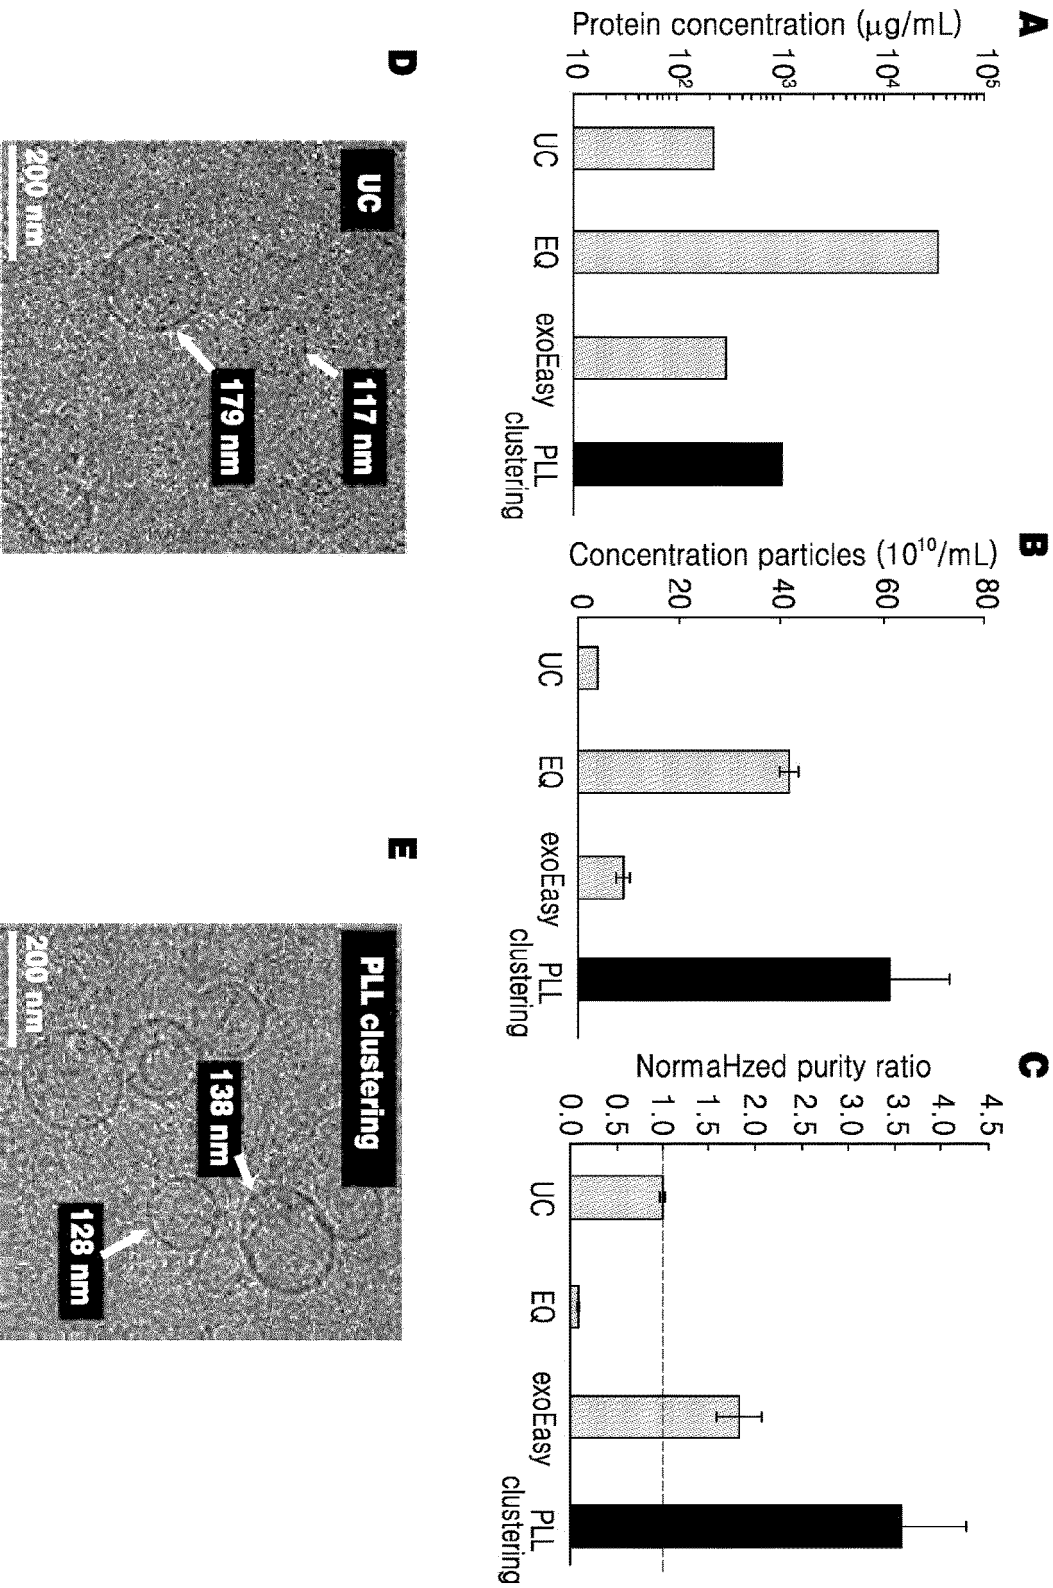 A
Protein concentration (μg/mL)
10⁵
10⁴
10³
10²
10
UC
EQ
exoEasy
PLL
clustering
B
Concentration particles (10¹⁰/mL)
80
60
40
20
0
UC
EQ
exoEasy
PLL
clustering
C
NormaHzed purity ratio
4.5
4.0
3.5
3.0
2.5
2.0
1.5
1.0
0.5
0.0
UC
EQ
exoEasy
PLL
clustering
D
UC
117 nm
179 nm
200 nm
E
PLL clustering
138 nm
128 nm
200 nm